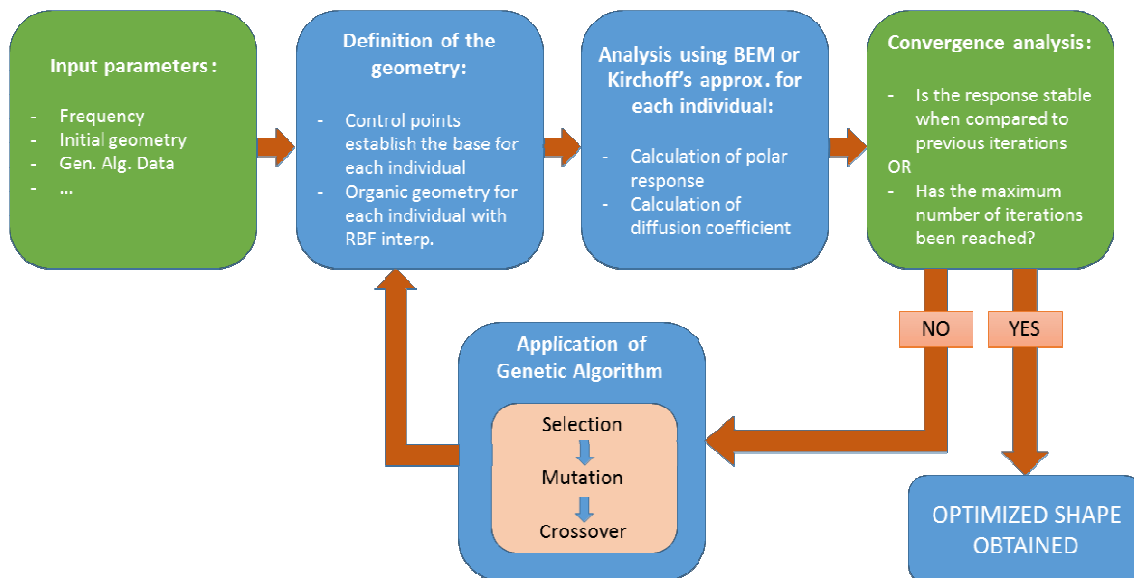 Input parameters :
- Frequency
- Initial geometry
- Gen. Alg. Data
- ...
Definition of the
geometry:
- Control points
establish the base for
each individual
- Organic geometry for
each individual with
RBF interp.
Analysis using BEM or
Kirchoff's approx. for
each individual:
- Calculation of polar
response
- Calculation of
diffusion coefficient
Convergence analysis:
- Is the response stable
when compared to
previous iterations
OR
- Has the maximum
number of iterations
been reached?
NO
YES
Application of
Genetic Algorithm
Selection
Mutation
Crossover
OPTIMIZED SHAPE
OBTAINED